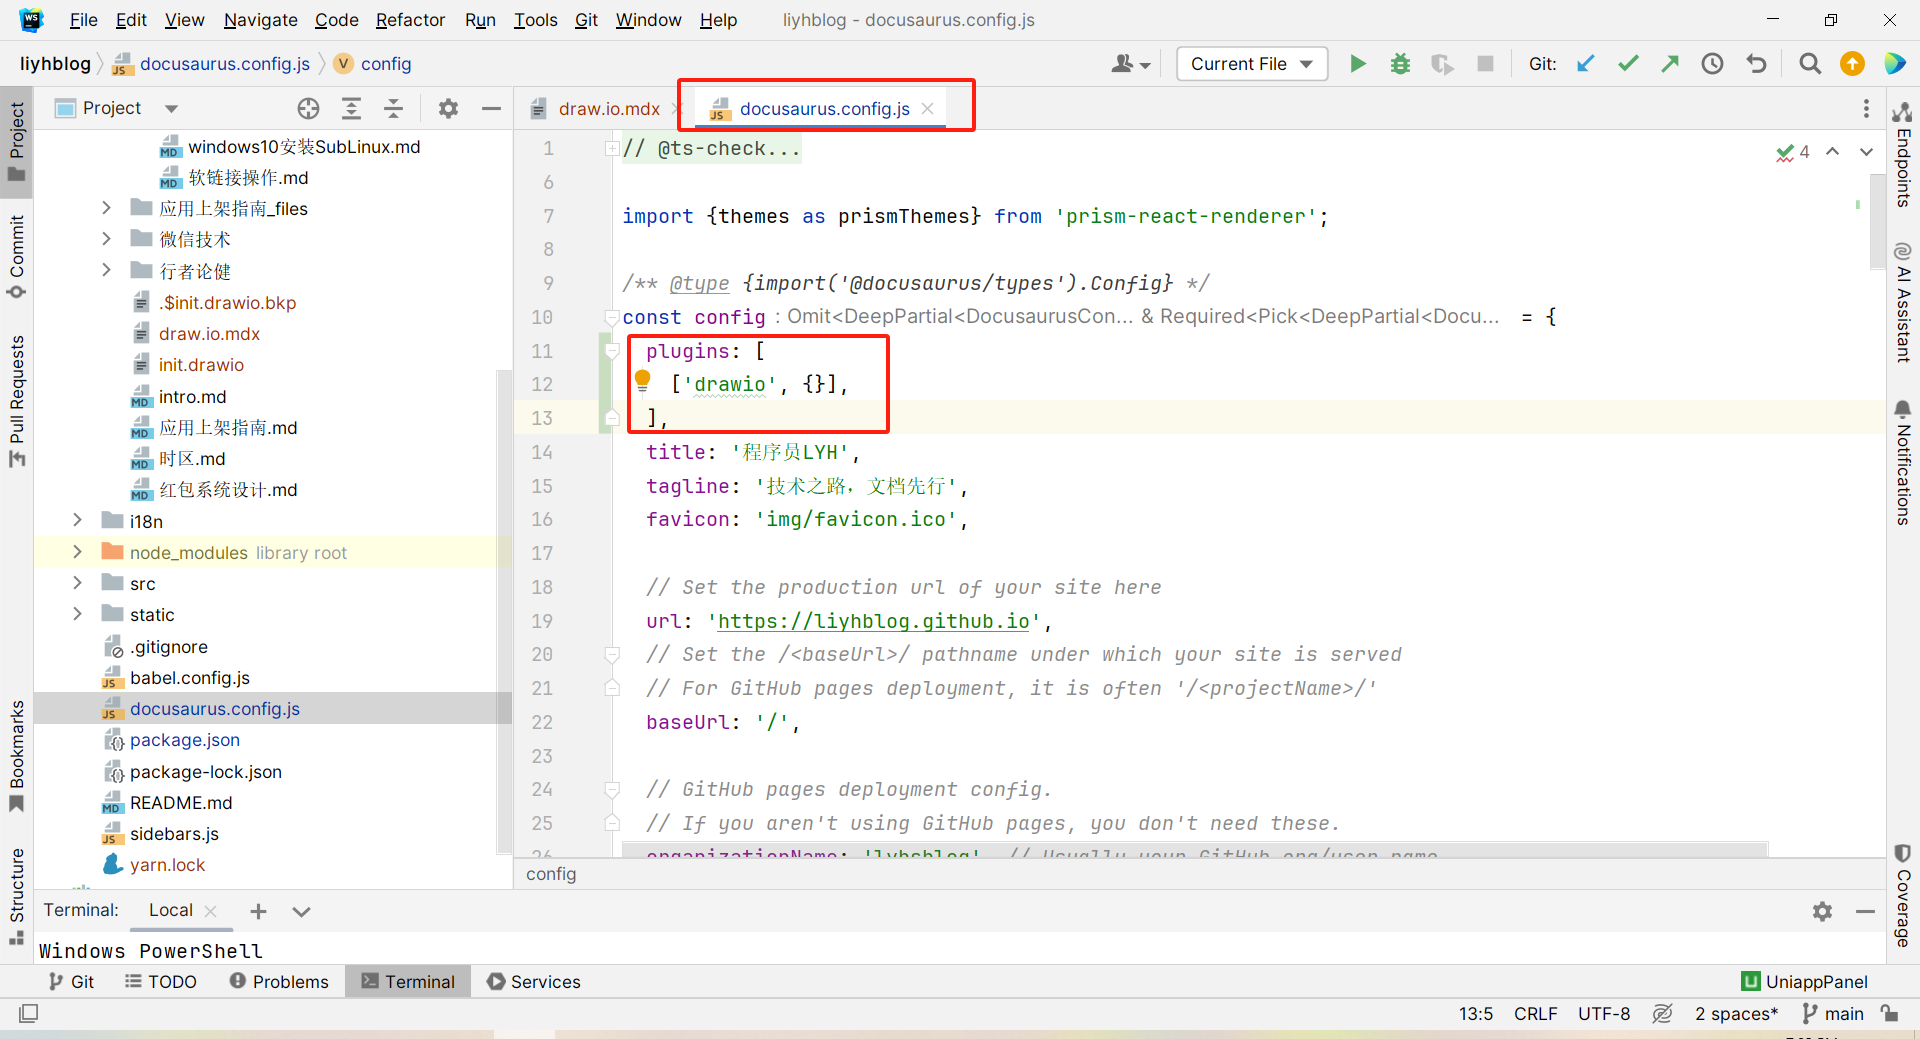 File Edit View Navigate Code Refactor Run Tools Git Window Help liyhblog - docusaurus.config.js
liyhblog docusaurus.config.js V config Current File Git:
Project
draw.io.mdx docusaurus.config.js
windows10安装SubLinux.md
软链接操作.md
应用上架指南_files
微信技术
行者论健
.$init.drawio.bkp
draw.io.mdx
init.drawio
intro.md
应用上架指南.md
时区.md
红包系统设计.md
i18n
node_modules library root
src
static
.gitignore
babel.config.js
docusaurus.config.js
package.json
package-lock.json
README.md
sidebars.js
yarn.lock
Project
Commit
Pull Requests
Bookmarks
Structure
1 // @ts-check...
6
7 import {themes as prismThemes} from 'prism-react-renderer';
8
9 /** @type {import('@docusaurus/types').Config} */
10 const config : Omit<DeepPartial<DocusaurusCon... & Required<Pick<DeepPartial<Docu... = {
11 plugins: [
12 ['drawio', {}],
13 ],
14 title: '程序员LYH',
15 tagline: '技术之路，文档先行',
16 favicon: 'img/favicon.ico',
17
18 // Set the production url of your site here
19 url: 'https://liyhblog.github.io',
20 // Set the /<baseUrl>/ pathname under which your site is served
21 // For GitHub pages deployment, it is often '/<projectName>/'
22 baseUrl: '/',
23
24 // GitHub pages deployment config.
25 // If you aren't using GitHub pages, you don't need these.
4
config
Endpoints
AI Assistant
Notifications
Coverage
Terminal: Local
Windows PowerShell
Git TODO Problems Terminal Services UniappPanel
13:5 CRLF UTF-8 2 spaces* main